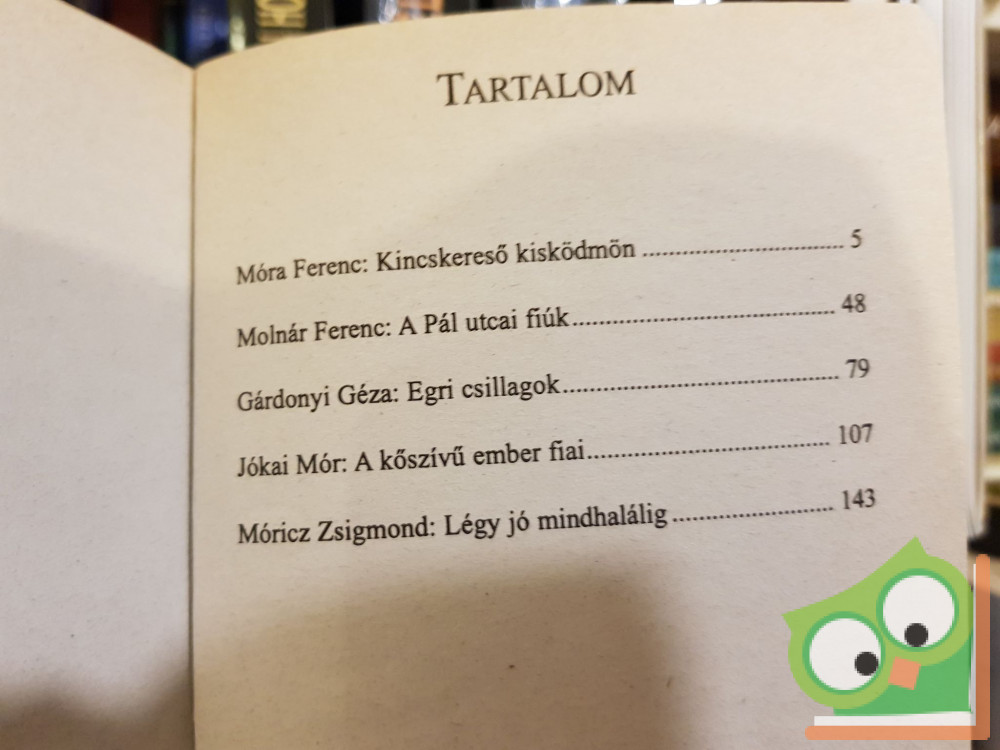 TARTALOM
Móra Ferenc: Kincskereső kisködmön ............................... 5
Molnár Ferenc: A Pál utcai fiúk....................................... 48
Gárdonyi Géza: Egri csillagok......................................... 79
Jókai Mór: A kőszívű ember fiai.................................... 107
Móricz Zsigmond: Légy jó mindhalálig ........................ 143